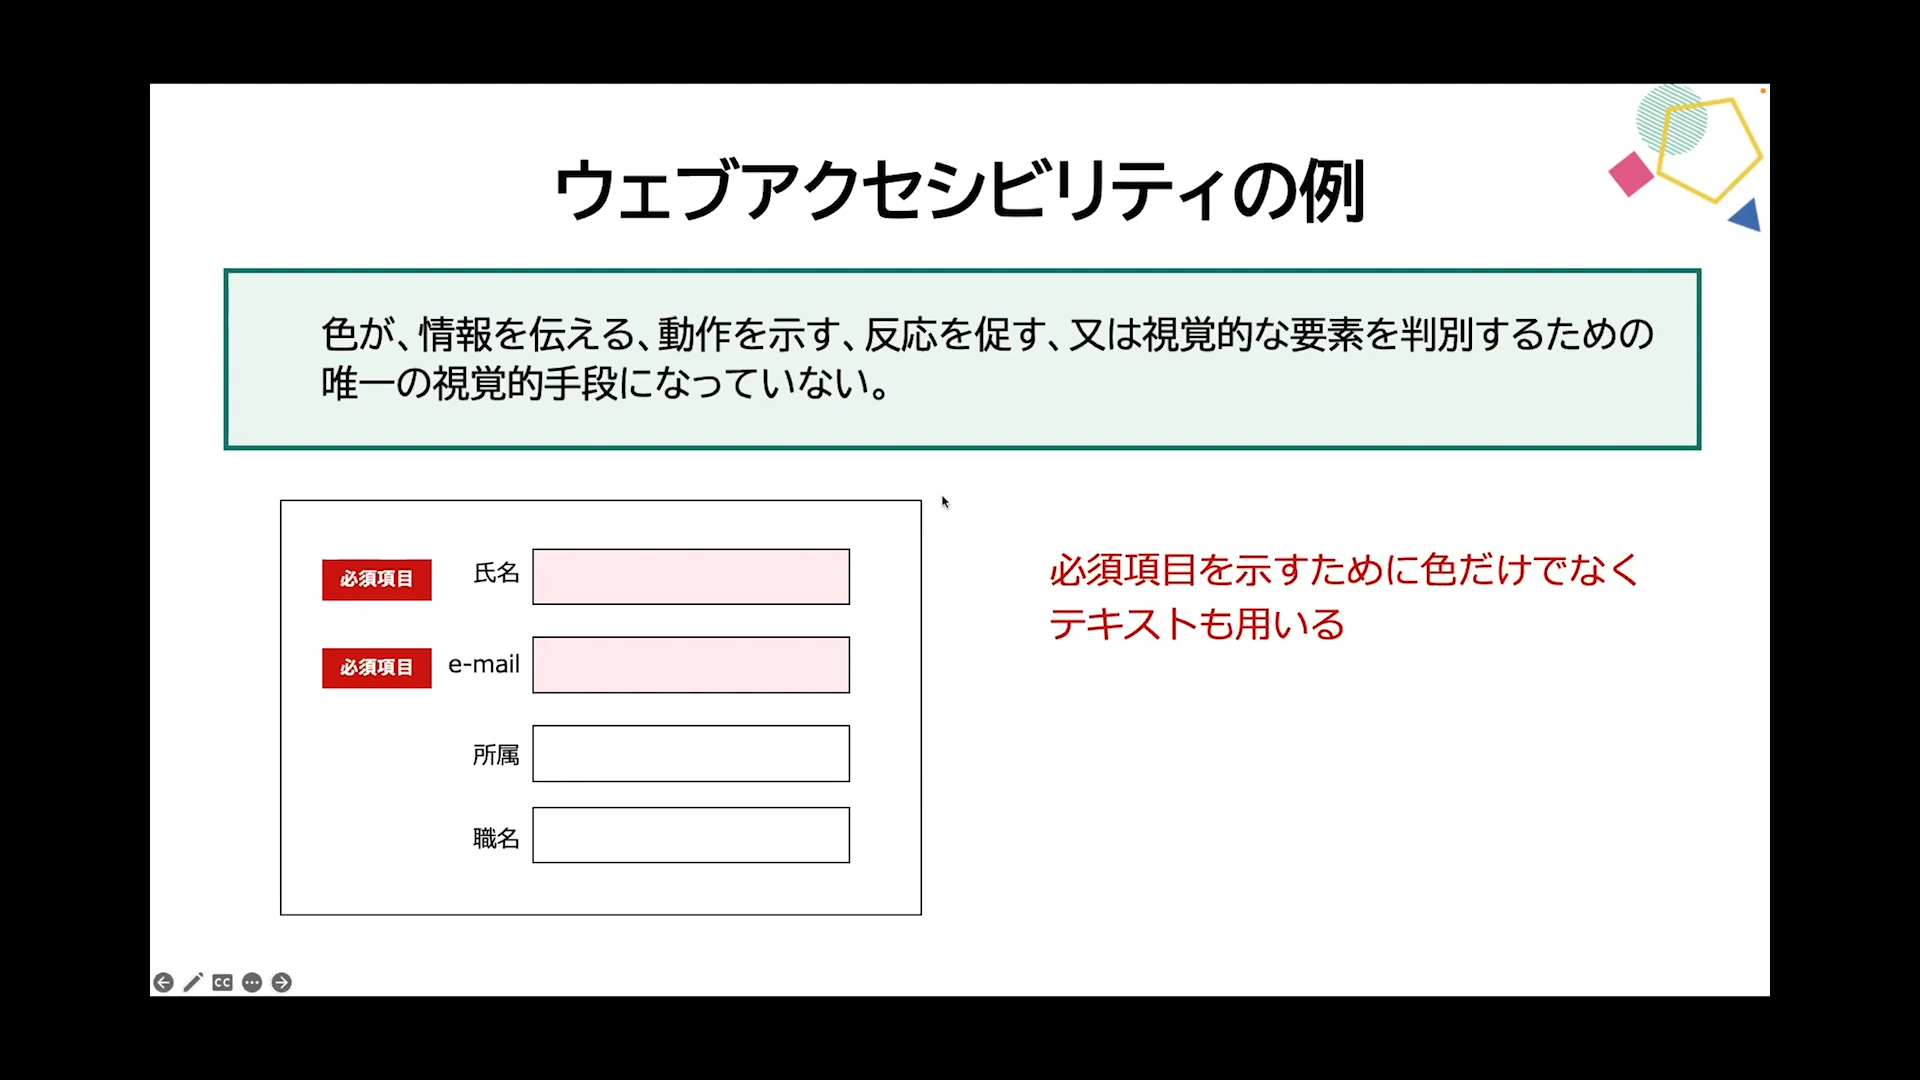 ウェブアクセシビリティの例
色が、情報を伝える、動作を示す、反応を促す、又は視覚的な要素を判別するための
唯一の視覚的手段になっていない。
必須項目 氏名
必須項目 e-mail
所属
職名
必須項目を示すために色だけでなく
テキストも用いる
CC